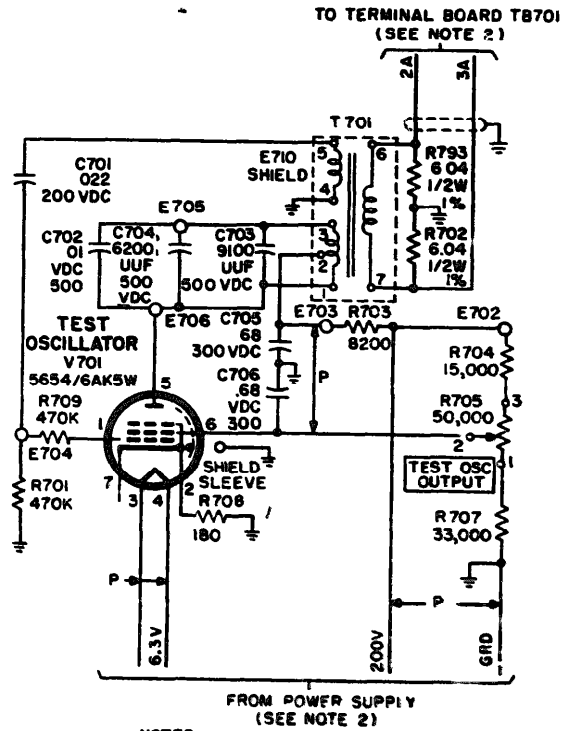 TO TERMINAL BOARD TB701
(SEE NOTE 2)
2A
3A
T 701
C701
022
200 VDC
E710
SHIELD
5
4
3
2
1
6
7
R793
6.04
1/2W
1%
R702
6.04
1/2W
1%
E705
C702
01
VDC
500
C704,
6200,
UUF
500
VDC
C703
9100
UUF
500 VDC
E706
C705
68
300 VDC
E703
R703
8200
E702
TEST
OSCILLATOR
V701
5654/6AK5W
C706
.68
VDC
300
P
R704
15,000
R705
50,000
3
2
1
TEST OSC
OUTPUT
R709
470K
E704
1
5
6
7
3
4
2
SHIELD
SLEEVE
R701
470K
R708
180
R707
33,000
P
6.3V
200V
P
GRD
FROM POWER SUPPLY
(SEE NOTE 2)